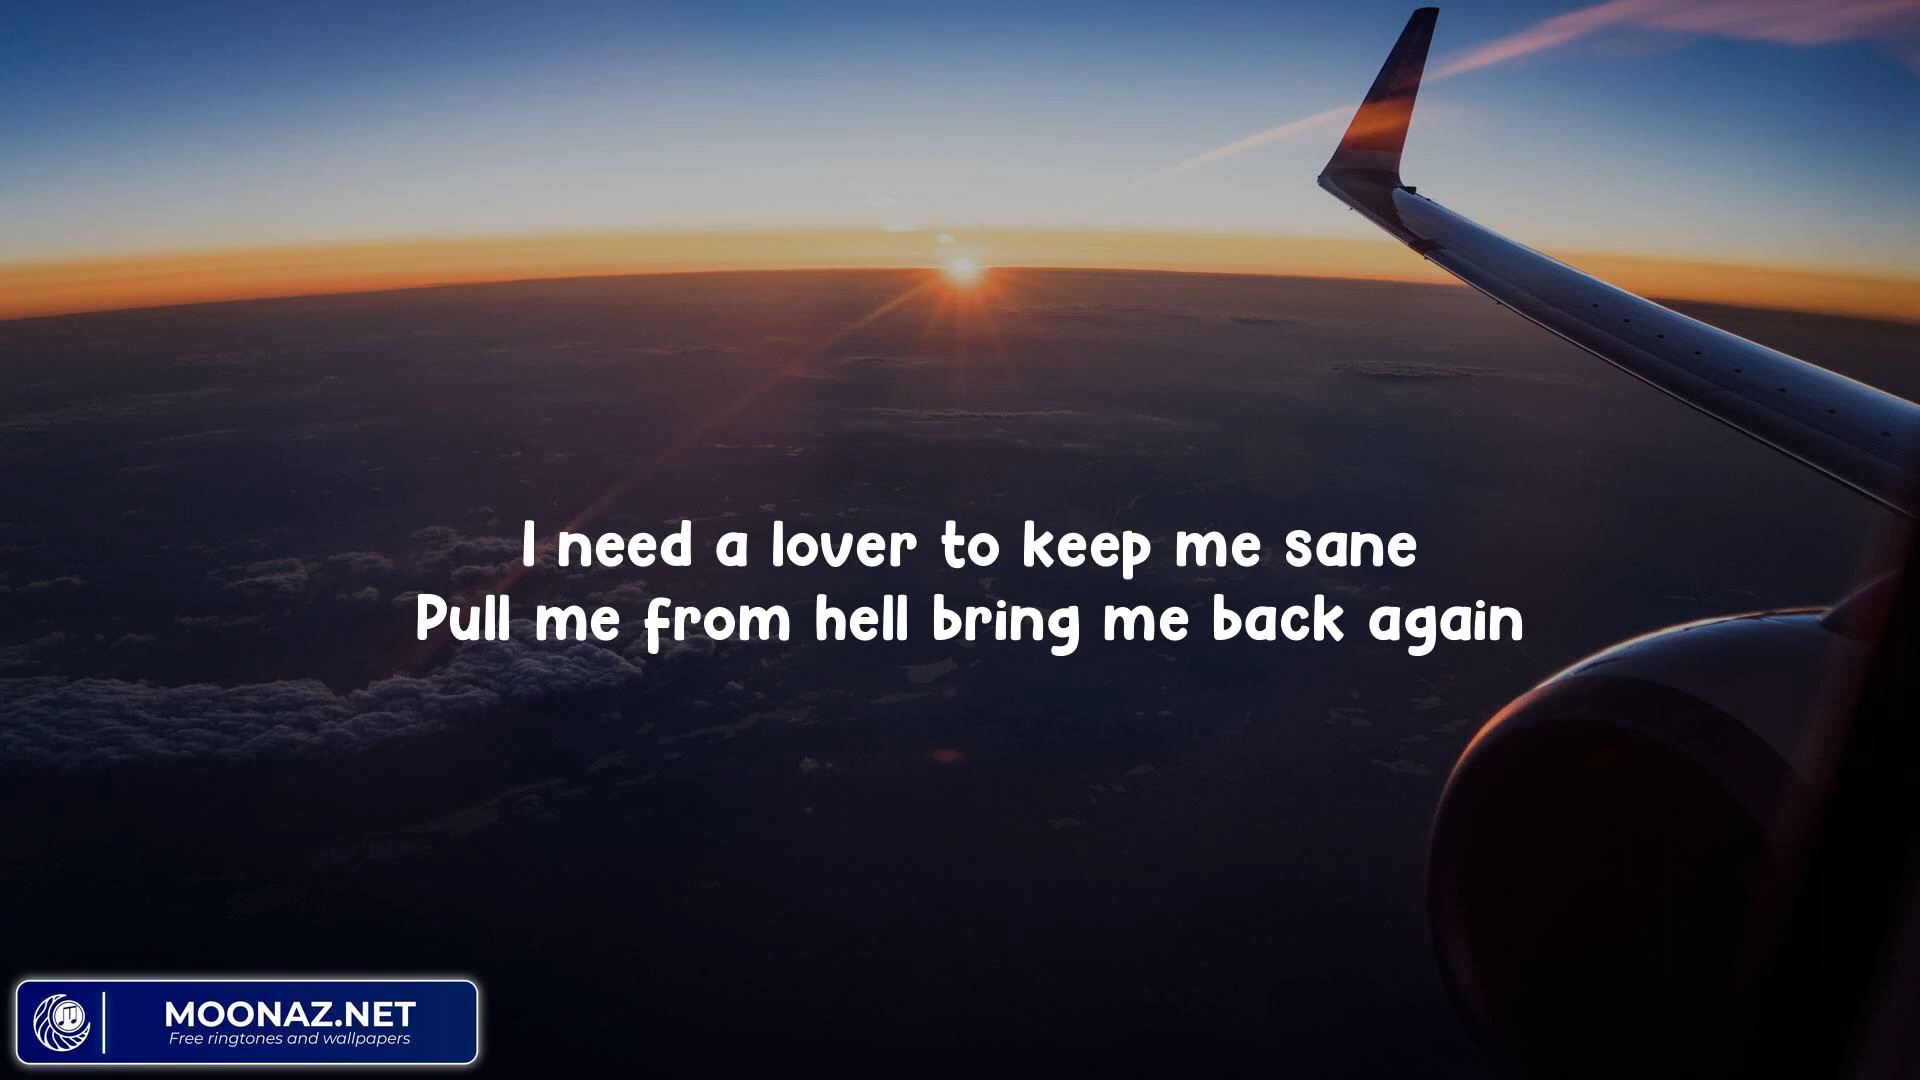 I need a lover to keep me sane
Pull me from hell bring me back again
MOONAZ.NET
Free ringtones and wallpapers